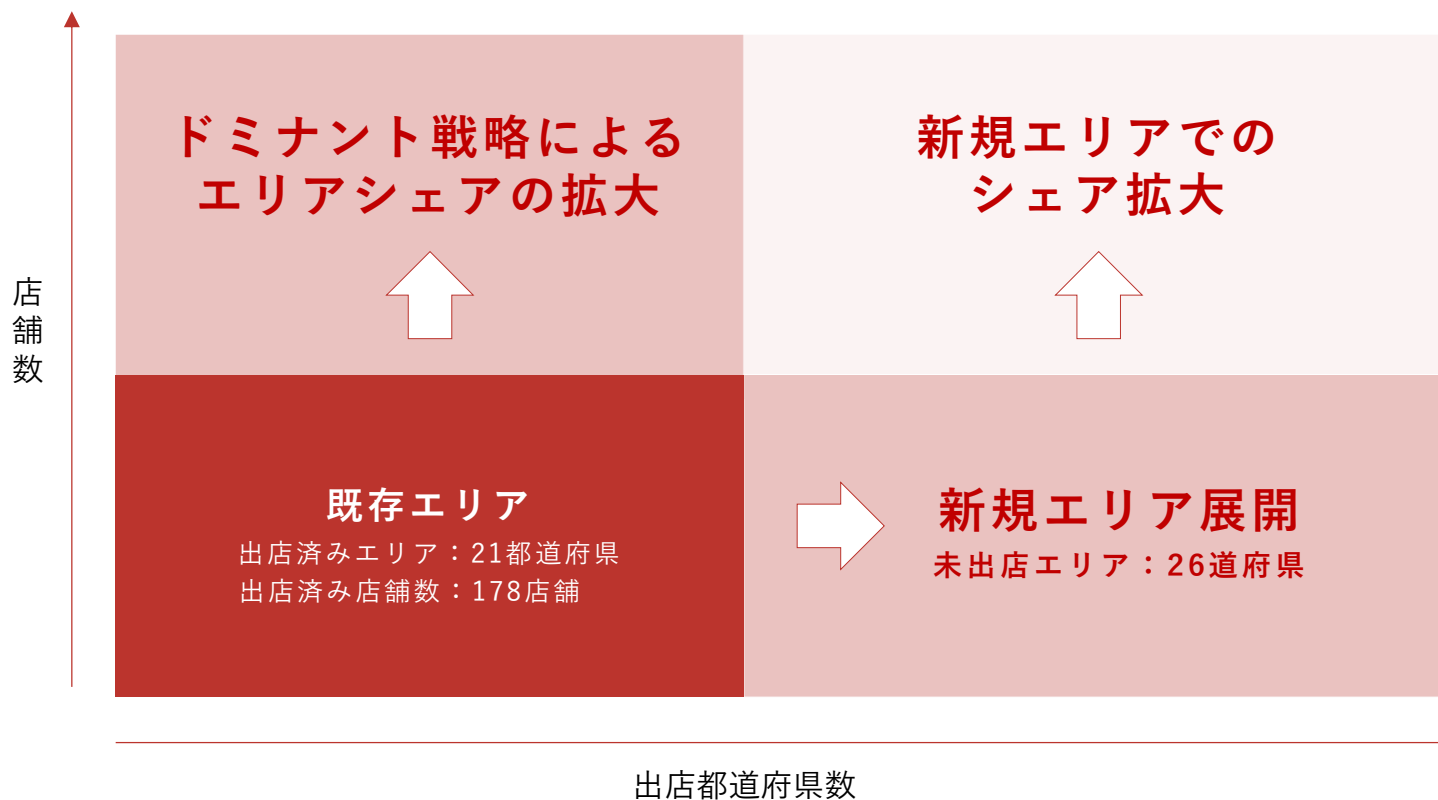 ドミナント戦略による
エリアシェアの拡大
新規エリアでの
シェア拡大
店舗数
既存エリア
出店済みエリア：21都道府県
出店済み店舗数：178店舗
新規エリア展開
未出店エリア：26道府県
出店都道府県数